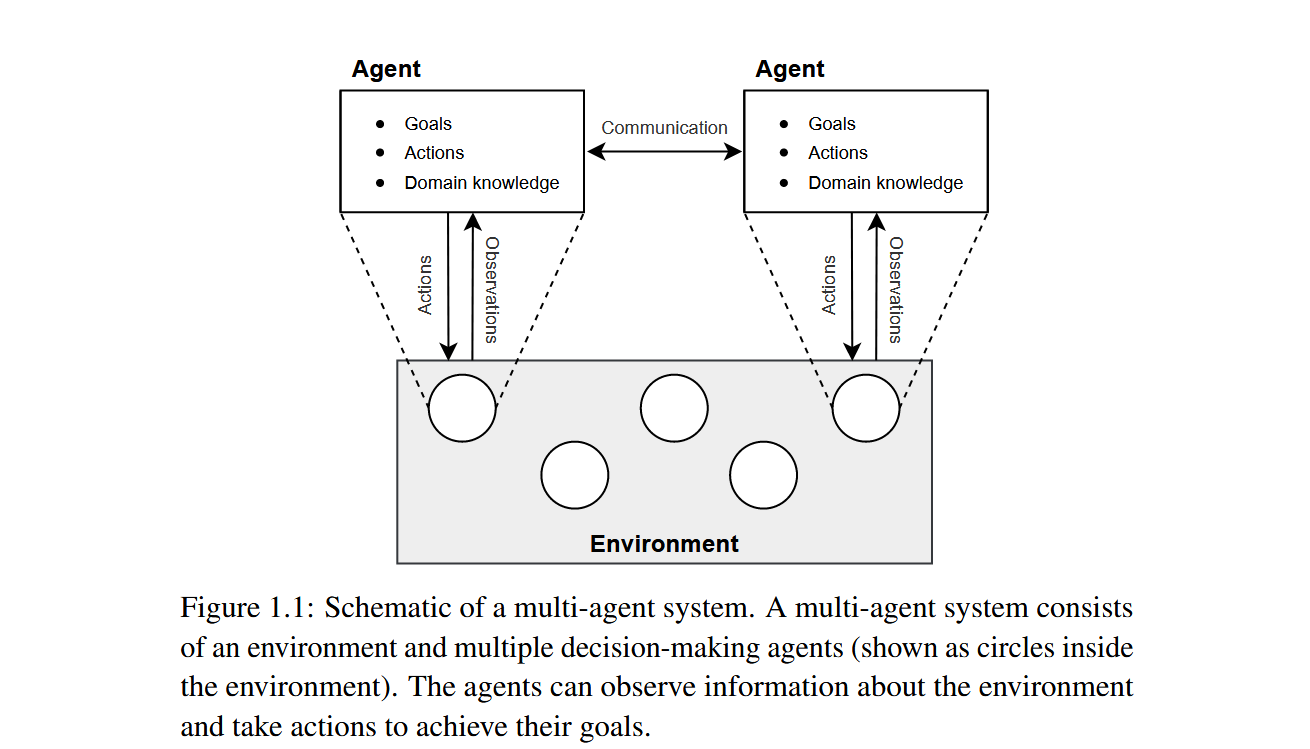 Agent
Agent
• Goals
• Actions
• Domain knowledge
Communication
• Goals
• Actions
• Domain knowledge
Actions
Observations
Actions
Observations
Environment
Figure 1.1: Schematic of a multi-agent system. A multi-agent system consists
of an environment and multiple decision-making agents (shown as circles inside
the environment). The agents can observe information about the environment
and take actions to achieve their goals.